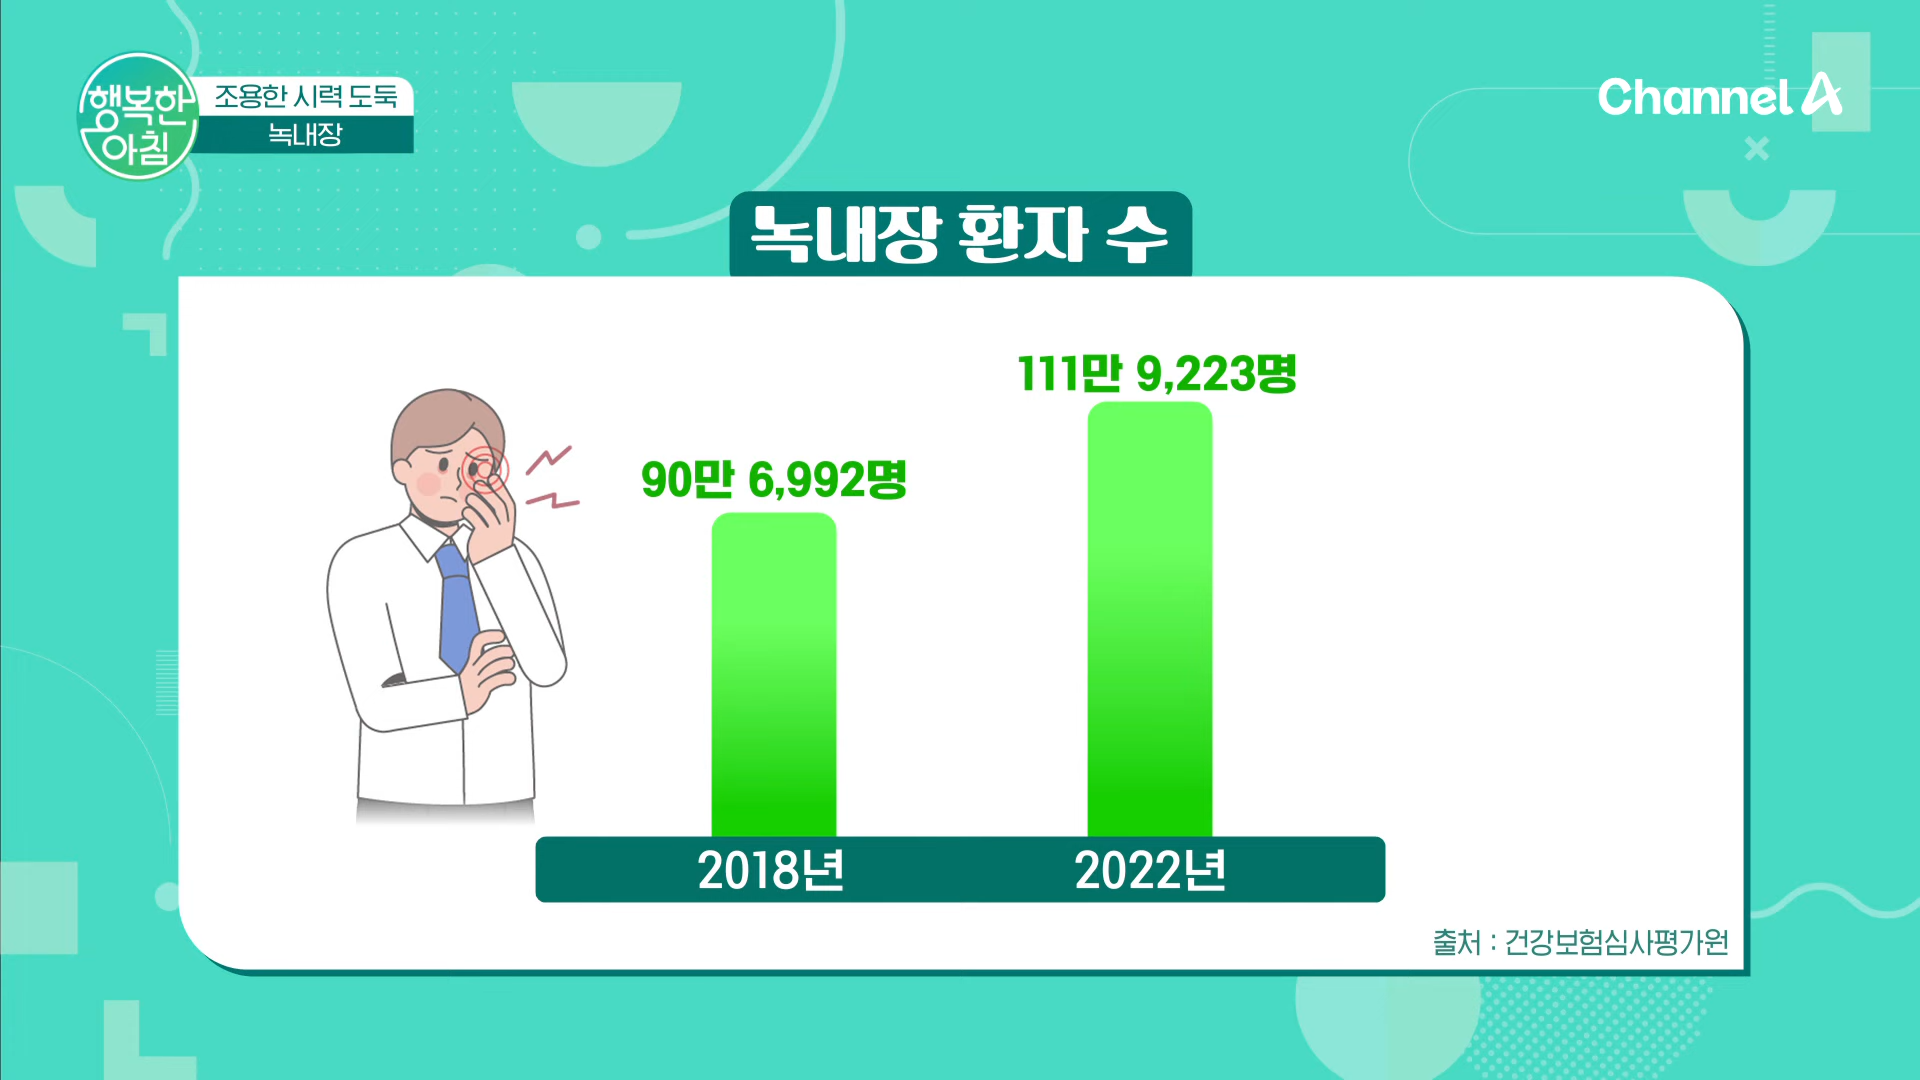 행복한
아침
조용한 시력 도둑
녹내장
Channel A
녹내장 환자 수
90만 6,992명
111만 9,223명
2018년
2022년
출처 : 건강보험심사평가원